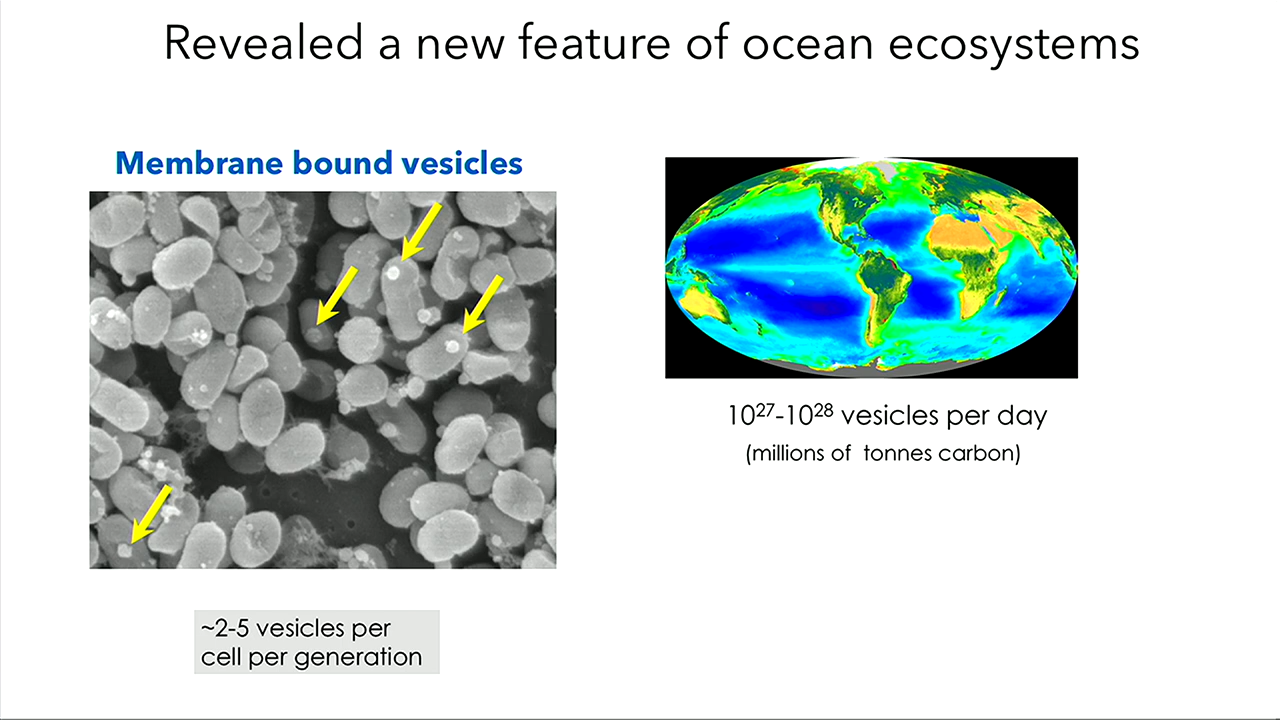 Revealed a new feature of ocean ecosystems
Membrane bound vesicles
10²⁷-10²⁸ vesicles per day
(millions of tonnes carbon)
~2-5 vesicles per
cell per generation